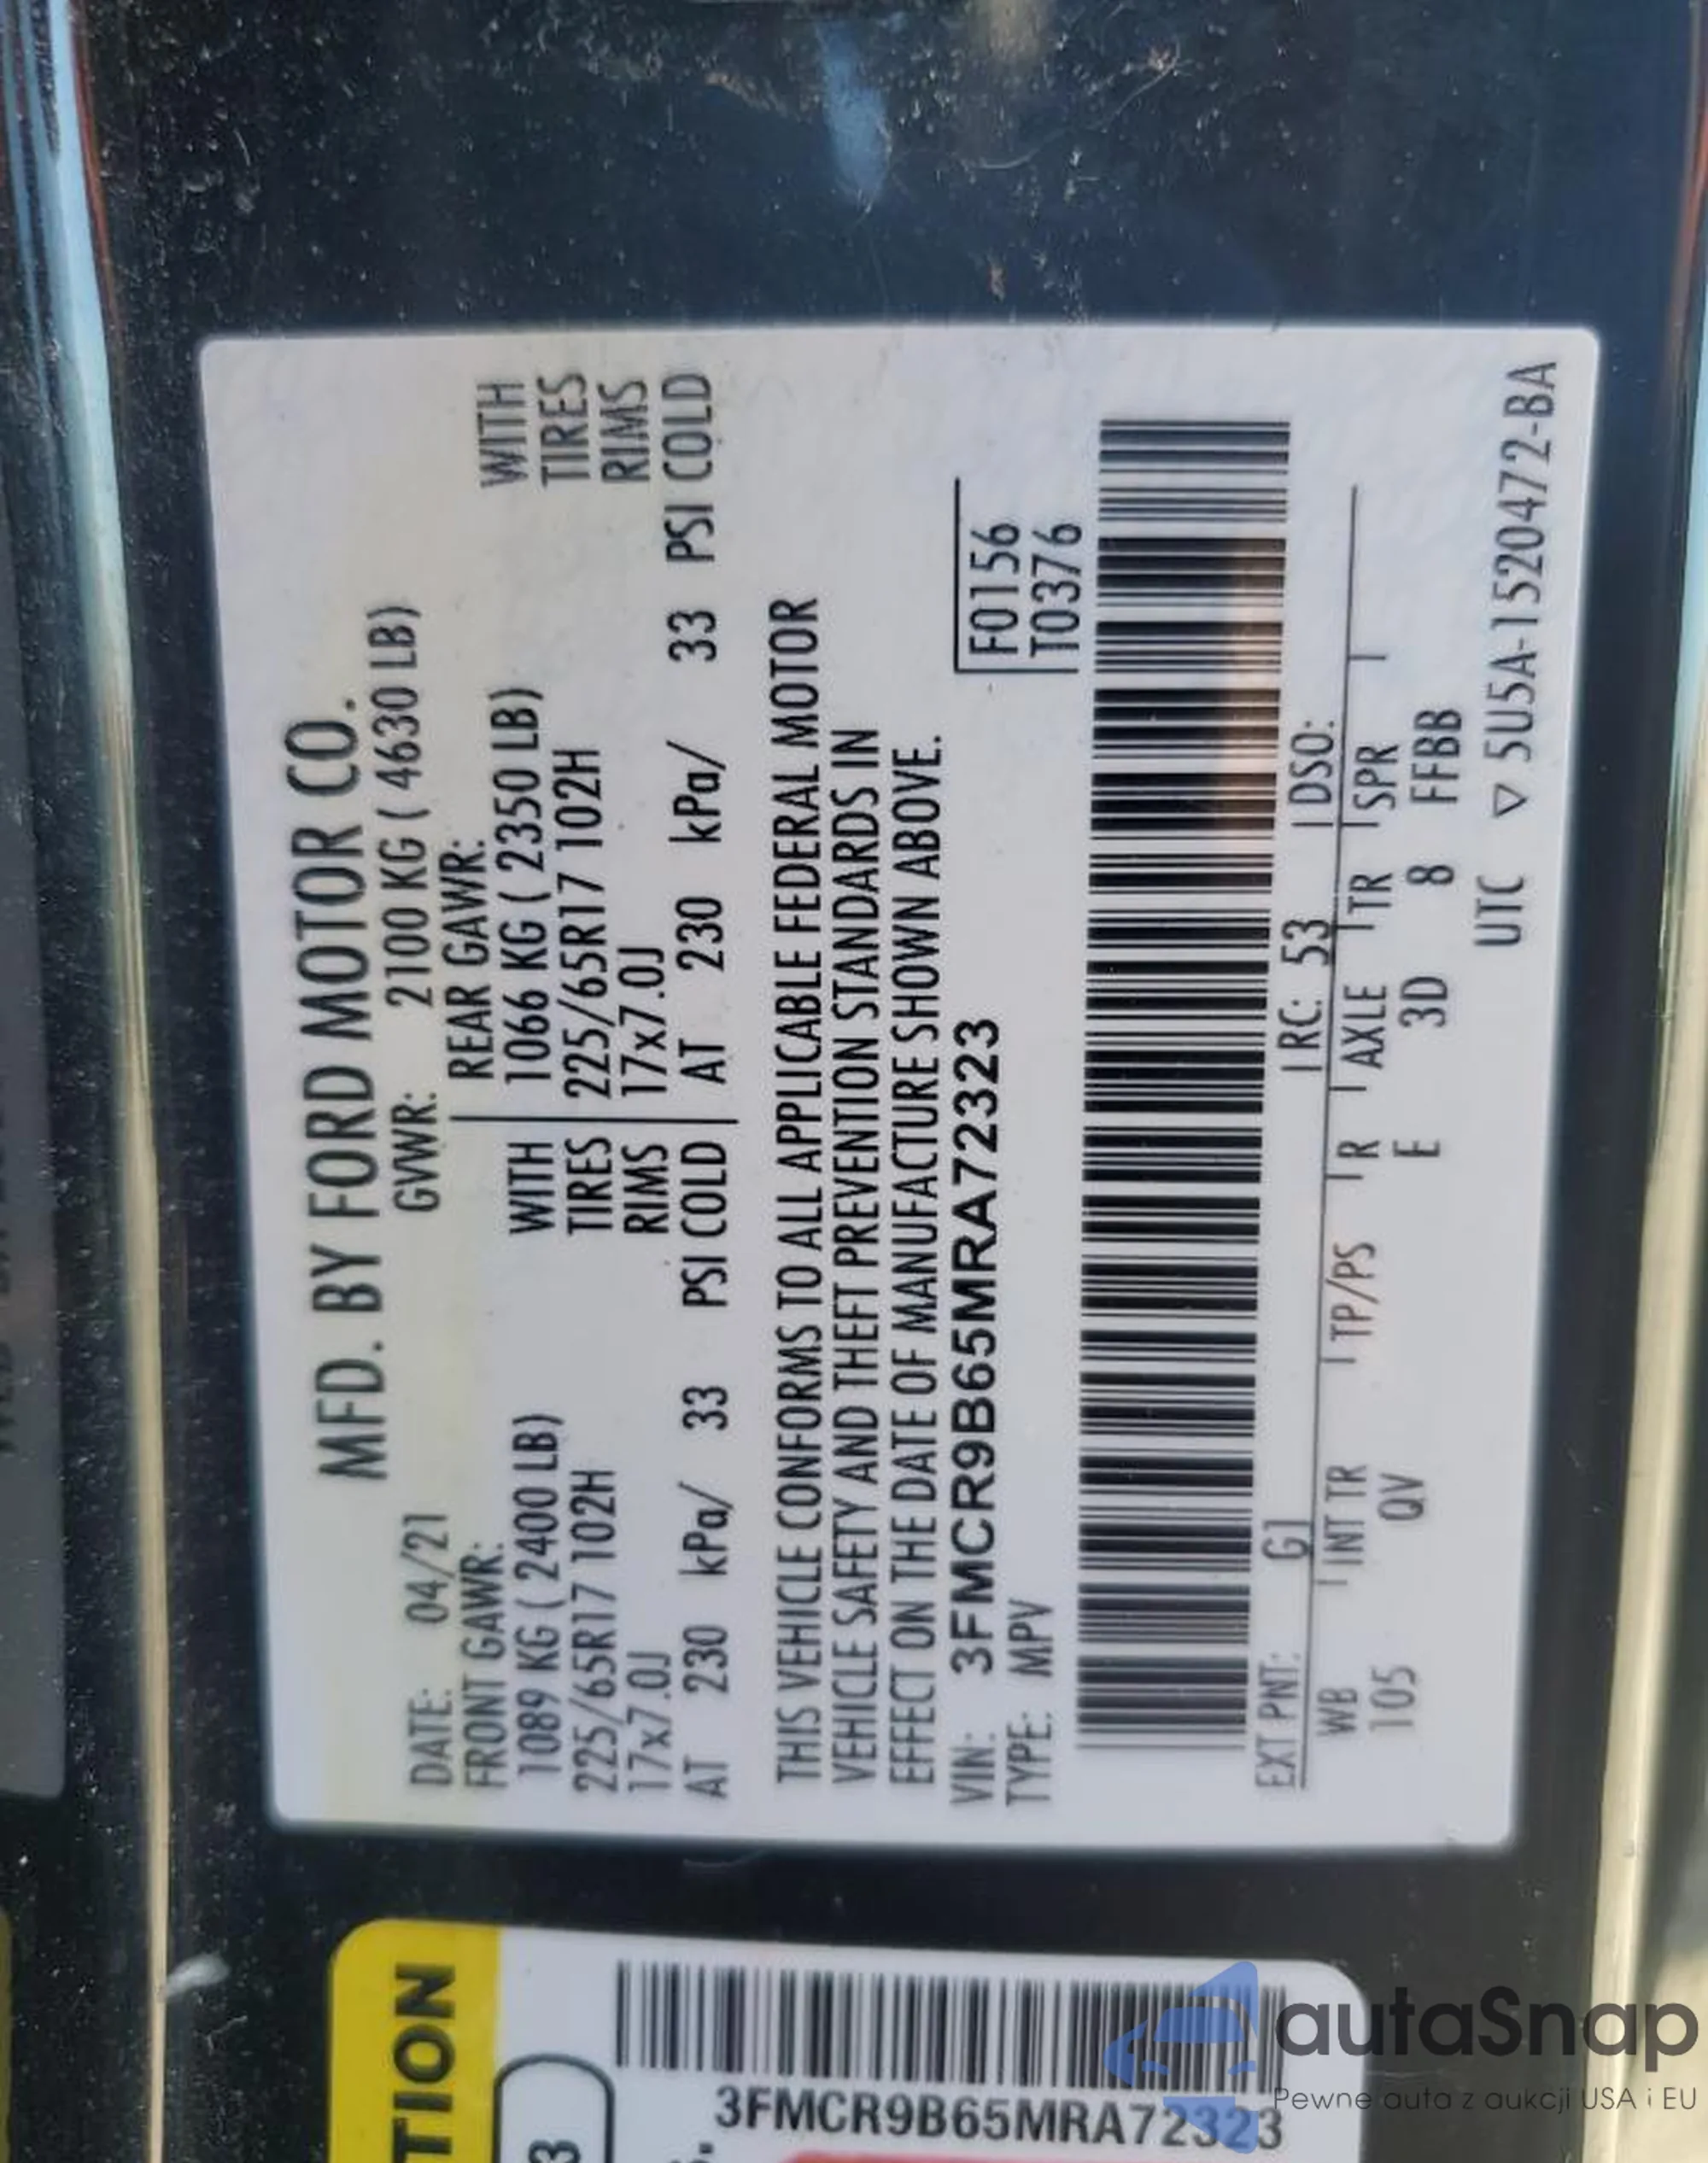 MFD. BY FORD MOTOR CO.
DATE: 04/21 GVWR: 2100 KG ( 4630 LB)
FRONT GAWR: REAR GAWR:
1089 KG ( 2400 LB) WITH 1066 KG ( 2350 LB) WITH
225/65R17 102H TIRES 225/65R17 102H TIRES
17x7.0J RIMS 17x7.0J RIMS
AT 230 kPa/ 33 PSI COLD AT 230 kPa/ 33 PSI COLD
THIS VEHICLE CONFORMS TO ALL APPLICABLE FEDERAL MOTOR
VEHICLE SAFETY AND THEFT PREVENTION STANDARDS IN
EFFECT ON THE DATE OF MANUFACTURE SHOWN ABOVE.
VIN: 3FMCR9B65MRA72323 F0156
TYPE: MPV T0376
EXT PNT: G1 RC: 53 DSO:
WB INT TR TP/PS R AXLE TR SPR
105 QV E 3D 8 FFBB
UTC ▽ 5U5A-1520472-BA
TION
3
3FMCR9B65MRA72323
autaSnap
Pewne auta z aukcji USA i EU